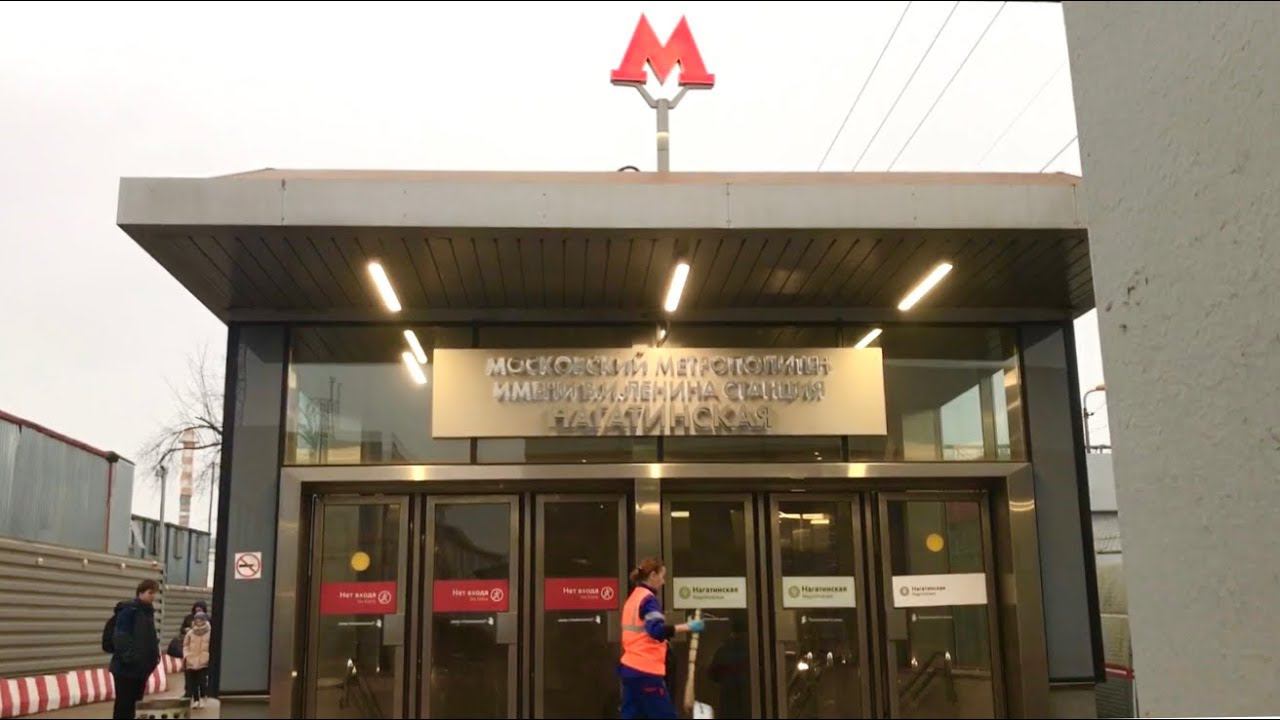 М
МОСКОВСКИЙ МЕТРОПОЛИТЕН
ИМЕНИ В.И.ЛЕНИНА СТАНЦИЯ
НАГАТИНСКАЯ
Нет входа
Нет входа
Нет входа
Нагатинская
Нагатинская
Нагатинская